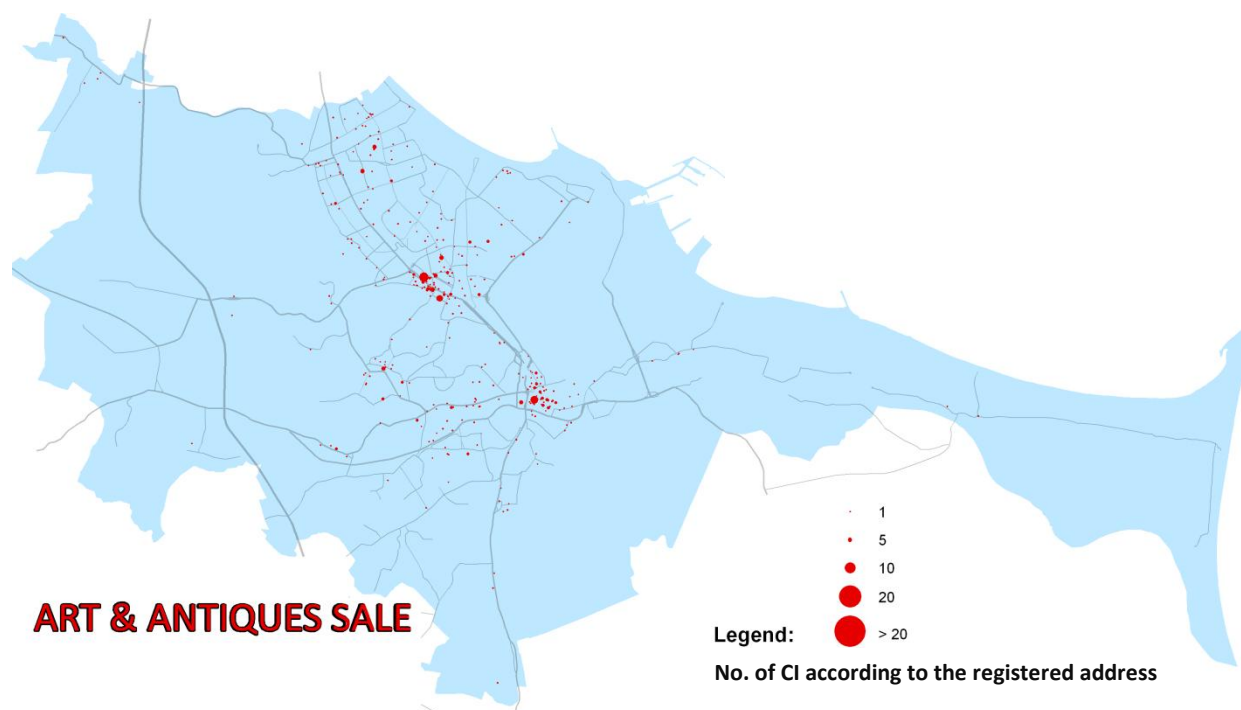 1
5
10
20
> 20
ART & ANTIQUES SALE
Legend:
No. of CI according to the registered address